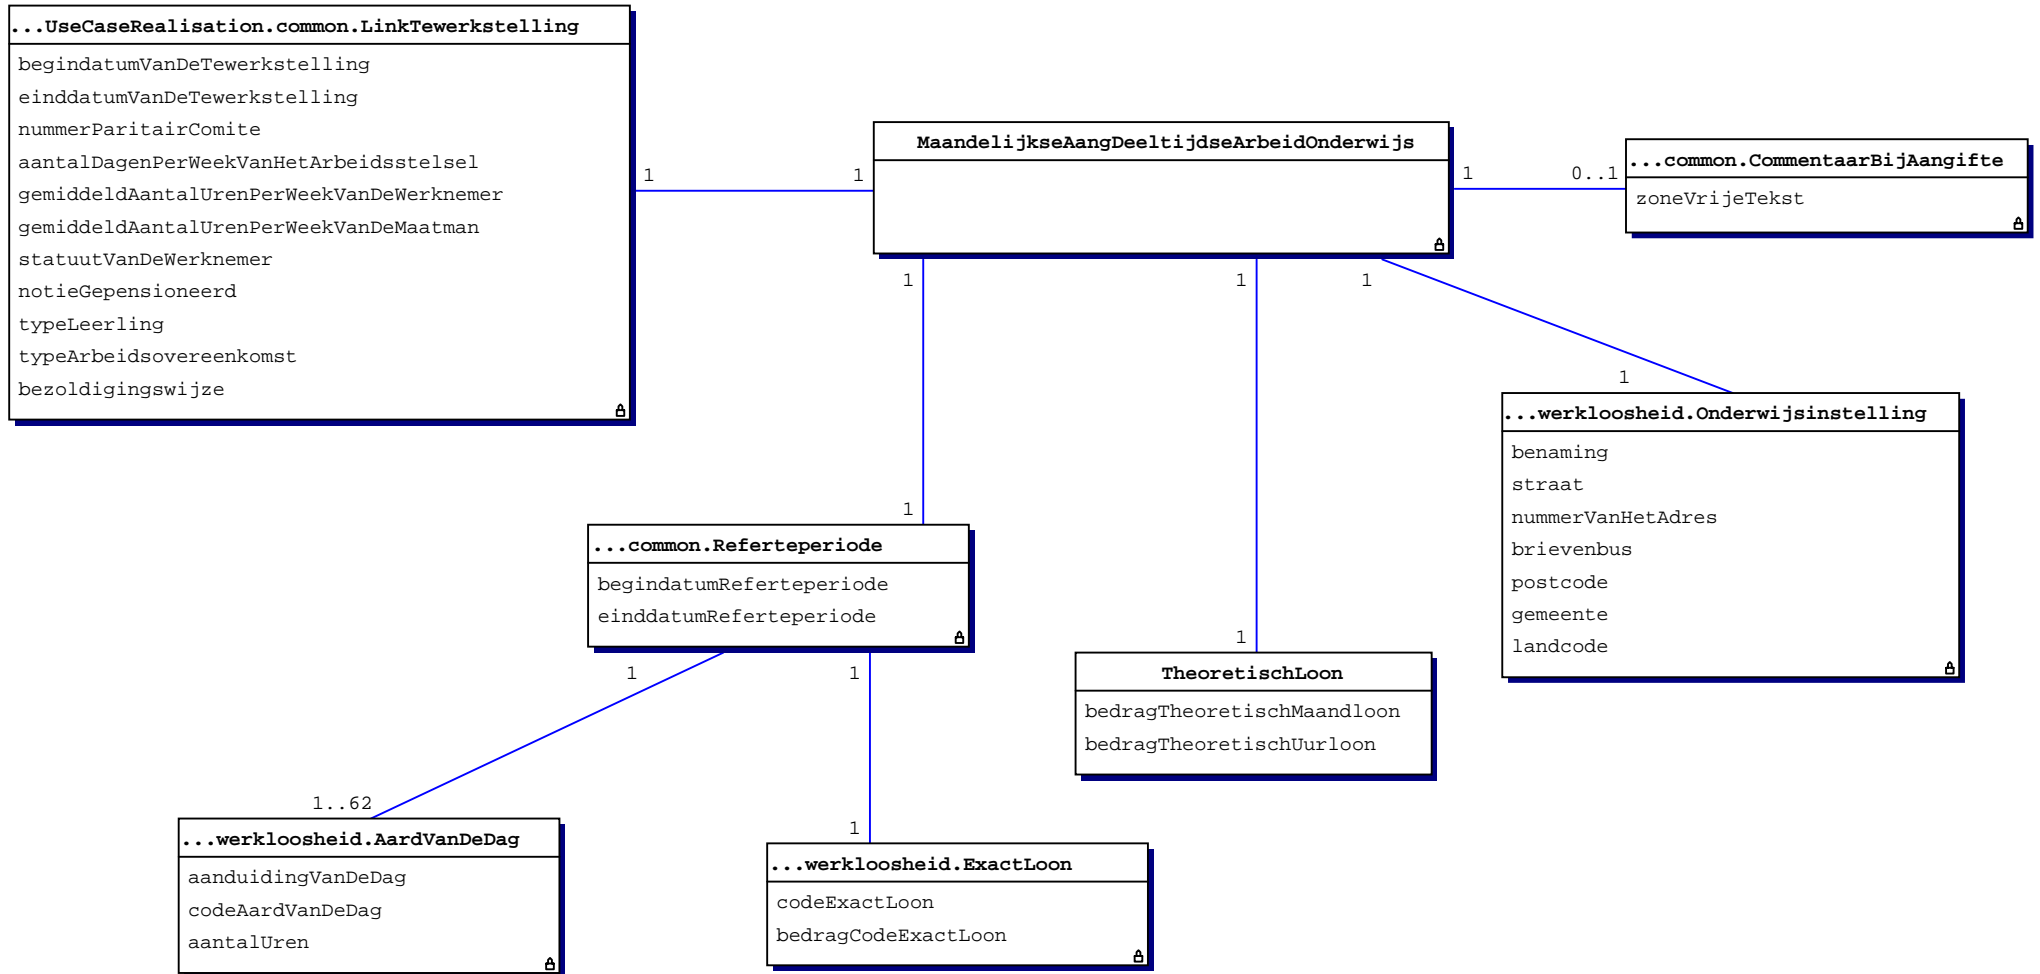 ...UseCaseRealisation.common.LinkTewerkstelling
begindatumVanDeTewerkstelling
einddatumVanDeTewerkstelling
nummerParitairComite
aantalDagenPerWeekVanHetArbeidsstelsel
gemiddeldAantalUrenPerWeekVanDeWerknemer
gemiddeldAantalUrenPerWeekVanDeMaatman
statuutVanDeWerknemer
notieGepensioneerd
typeLeerling
typeArbeidsovereenkomst
bezoldigingswijze
1
1
MaandelijkseAangDeeltijdseArbeidOnderwijs
1
0..1
...common.CommentaarBijAangifte
zoneVrijeTekst
1
1
1
1
...werkloosheid.Onderwijsinstelling
benaming
straat
nummerVanHetAdres
brievenbus
postcode
gemeente
landcode
1
...common.Referteperiode
begindatumReferteperiode
einddatumReferteperiode
1
TheoretischLoon
bedragTheoretischMaandloon
bedragTheoretischUurloon
1
1
1..62
...werkloosheid.AardVanDeDag
aanduidingVanDeDag
codeAardVanDeDag
aantalUren
1
...werkloosheid.ExactLoon
codeExactLoon
bedragCodeExactLoon